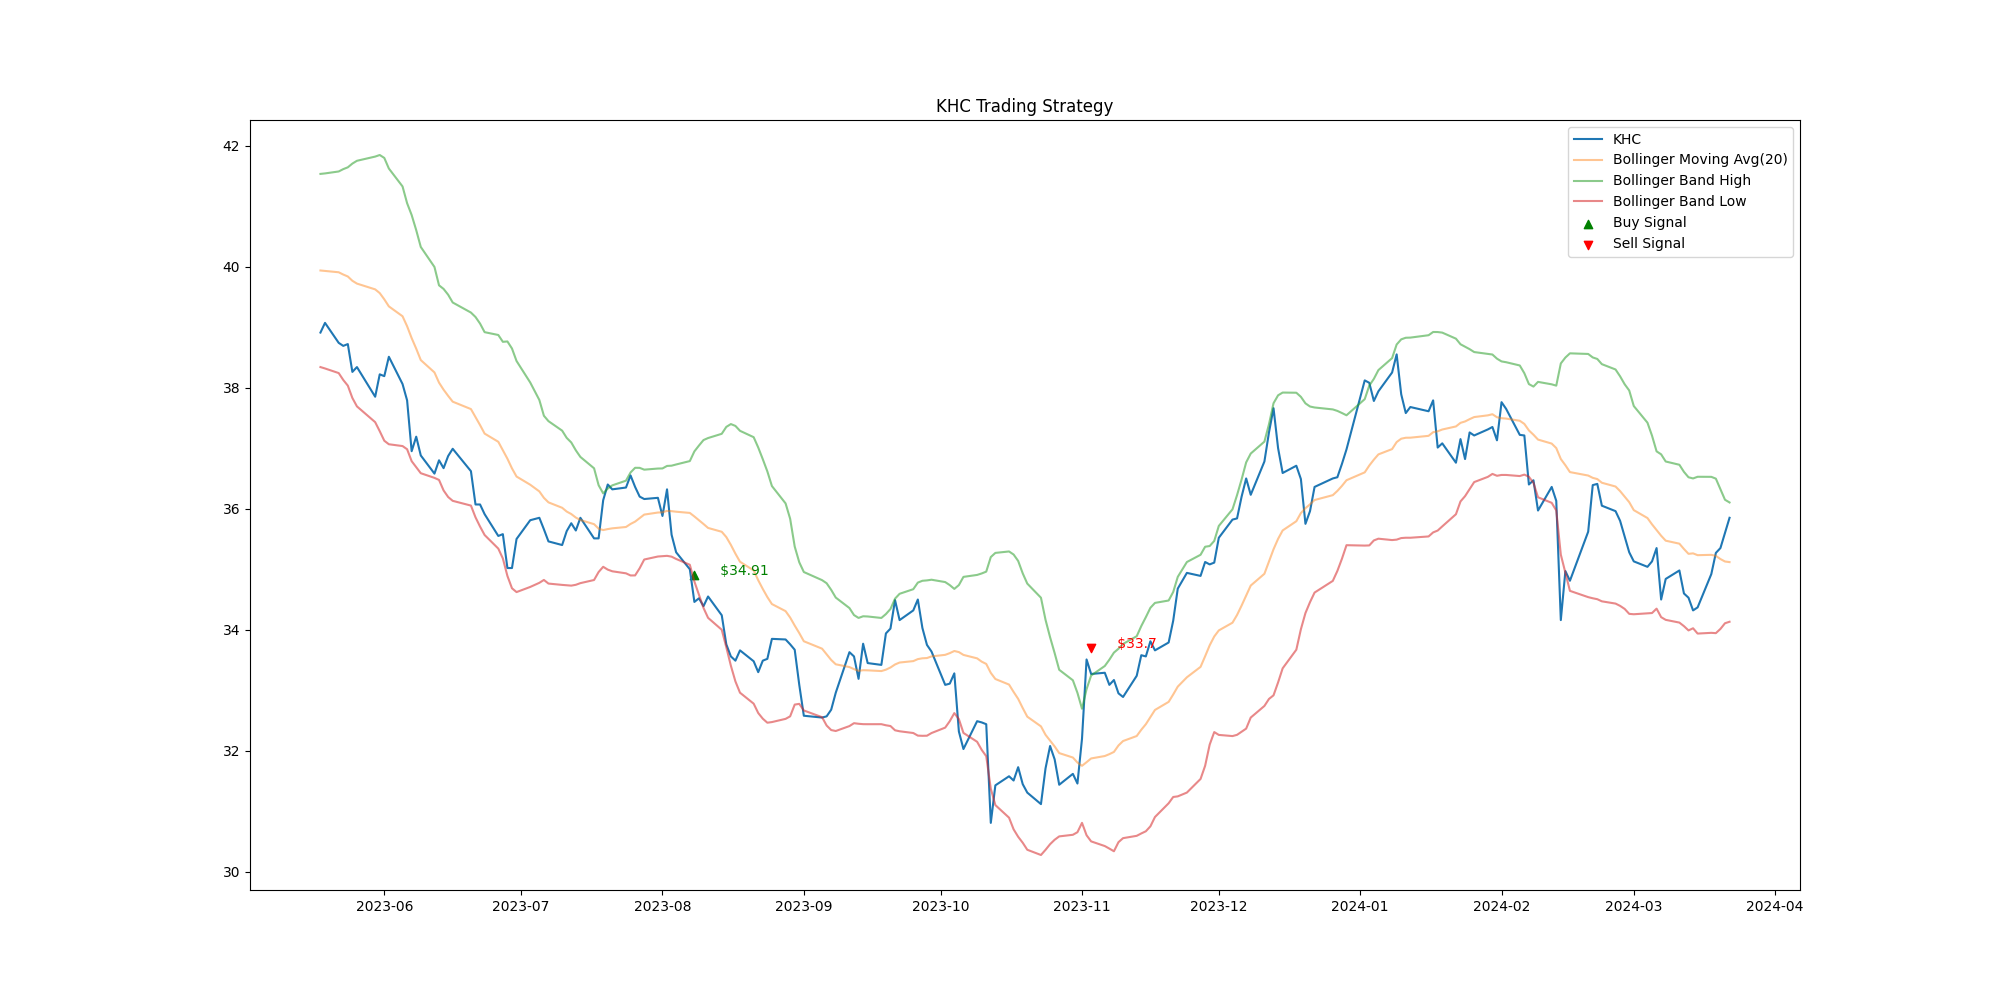 KHC Trading Strategy
KHC
Bollinger Moving Avg(20)
Bollinger Band High
Bollinger Band Low
Buy Signal
Sell Signal
42
40
38
36
34
32
30
$34.91
$33.7
2023-06
2023-07
2023-08
2023-09
2023-10
2023-11
2023-12
2024-01
2024-02
2024-03
2024-04